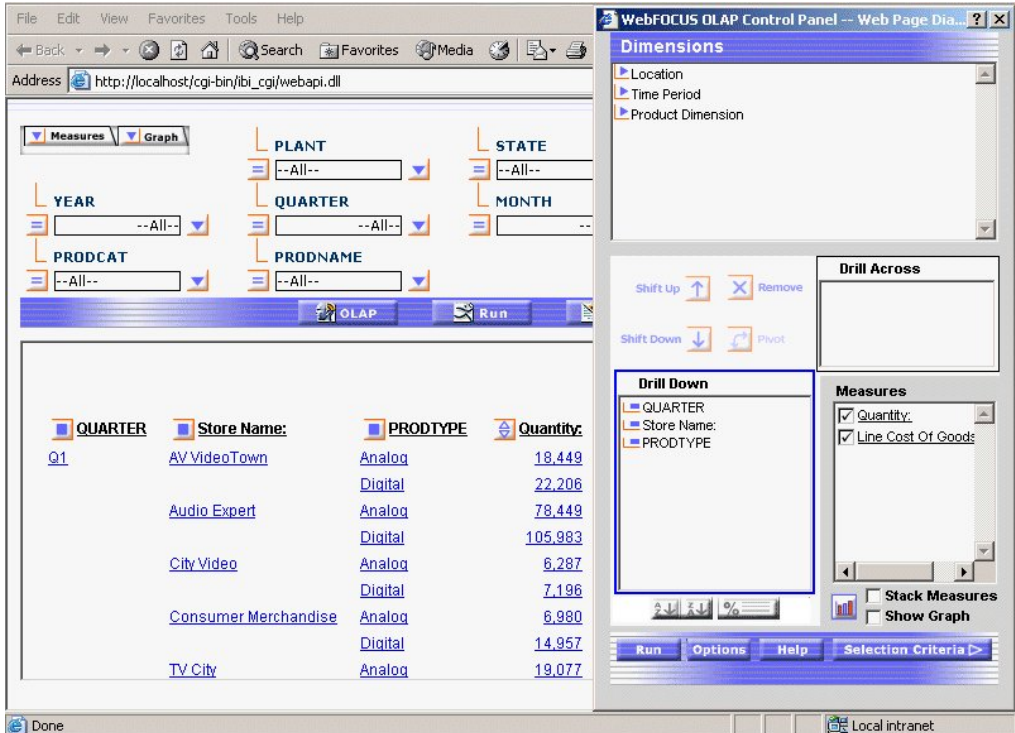 File Edit View Favorites Tools Help
Back Search Favorites Media
Address http://localhost/cgi-bin/ibi_cgi/webapi.dll
Measures Graph
PLANT
--All--
STATE
--All--
YEAR
--All--
QUARTER
--All--
MONTH
--
PRODCAT
--All--
PRODNAME
--All--
OLAP Run
QUARTER Store Name: PRODTYPE Quantity:
Q1 AV VideoTown Analog 18,449
Digital 22,206
Audio Expert Analog 78,449
Digital 105,983
City Video Analog 6,287
Digital 7,196
Consumer Merchandise Analog 6,980
Digital 14,957
TV City Analog 19,077
Done
Local intranet
WebFOCUS OLAP Control Panel -- Web Page Dia...
Dimensions
Location
Time Period
Product Dimension
Shift Up Remove
Shift Down Pivot
Drill Across
Drill Down
QUARTER
Store Name:
PRODTYPE
Measures
Quantity:
Line Cost Of Goods
Stack Measures
Show Graph
Run Options Help Selection Criteria